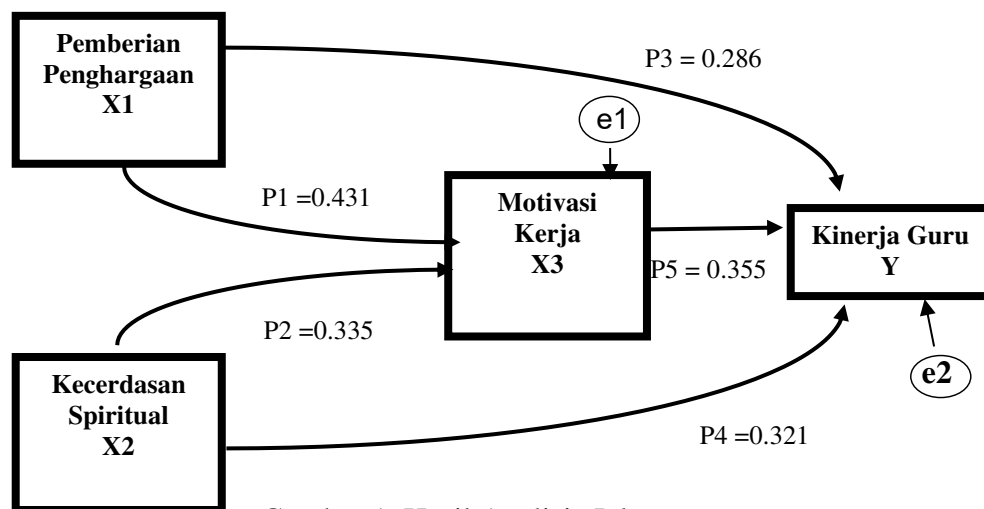 Pemberian
Penghargaan
X1
P3 = 0.286
e1
P1 =0.431
Motivasi
Kerja
X3
Kinerja Guru
Y
P5 = 0.355
P2 =0.335
e2
Kecerdasan
Spiritual
X2
P4 =0.321